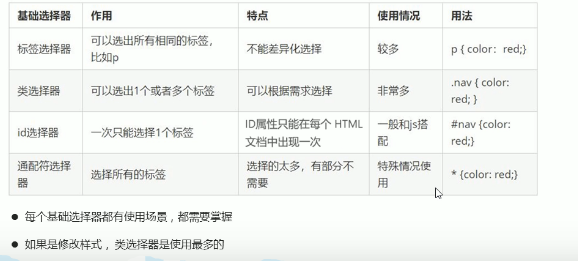 基础选择器 作用 特点 使用情况 用法
标签选择器 可以选出所有相同的标签，比如p 不能差异化选择 较多 p { color：red;}
类选择器 可以选出1个或者多个标签 可以根据需求选择 非常多 .nav { color: red; }
id选择器 一次只能选择1个标签 ID属性只能在每个 HTML 文档中出现一次 一般和js搭配 #nav {color: red;}
通配符选择器 选择所有的标签 选择的太多，有部分不需要 特殊情况使用 * {color: red;}
● 每个基础选择器都有使用场景，都需要掌握
● 如果是修改样式，类选择器是使用最多的